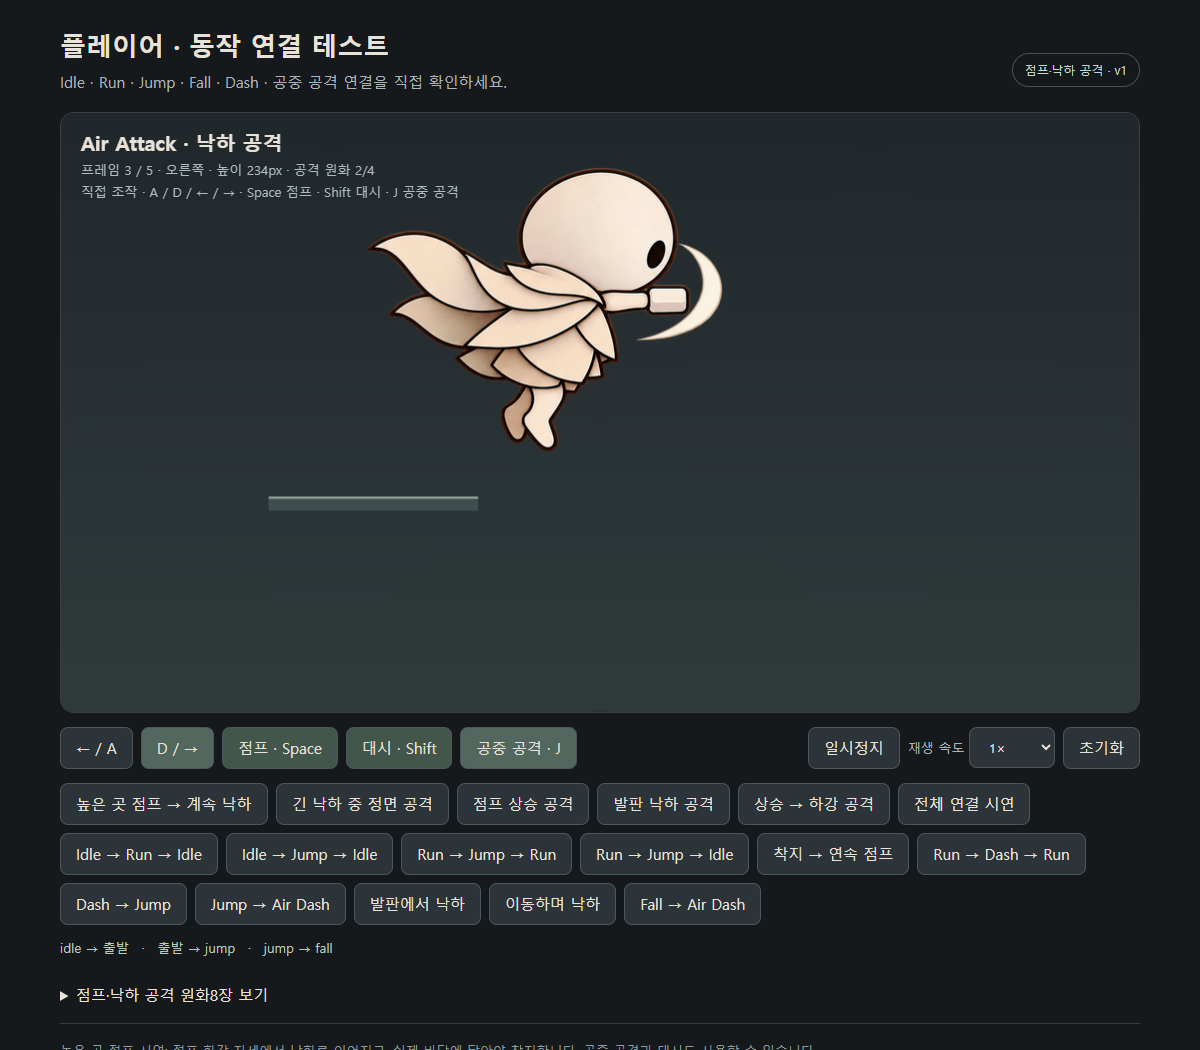 플레이어 · 동작 연결 테스트
Idle · Run · Jump · Fall · Dash · 공중 공격 연결을 직접 확인하세요.
점프·낙하 공격 · v1
Air Attack · 낙하 공격
프레임 3 / 5 · 오른쪽 · 높이 234px · 공격 원화 2/4
직접 조작 · A / D / ← / → · Space 점프 · Shift 대시 · J 공중 공격
← / A
D / →
점프 · Space
대시 · Shift
공중 공격 · J
일시정지
재생 속도
1×
초기화
높은 곳 점프 → 계속 낙하
긴 낙하 중 정면 공격
점프 상승 공격
발판 낙하 공격
상승 → 하강 공격
전체 연결 시연
Idle → Run → Idle
Idle → Jump → Idle
Run → Jump → Run
Run → Jump → Idle
착지 → 연속 점프
Run → Dash → Run
Dash → Jump
Jump → Air Dash
발판에서 낙하
이동하며 낙하
Fall → Air Dash
idle → 출발 · 출발 → jump · jump → fall
▶ 점프·낙하 공격 원화8장 보기